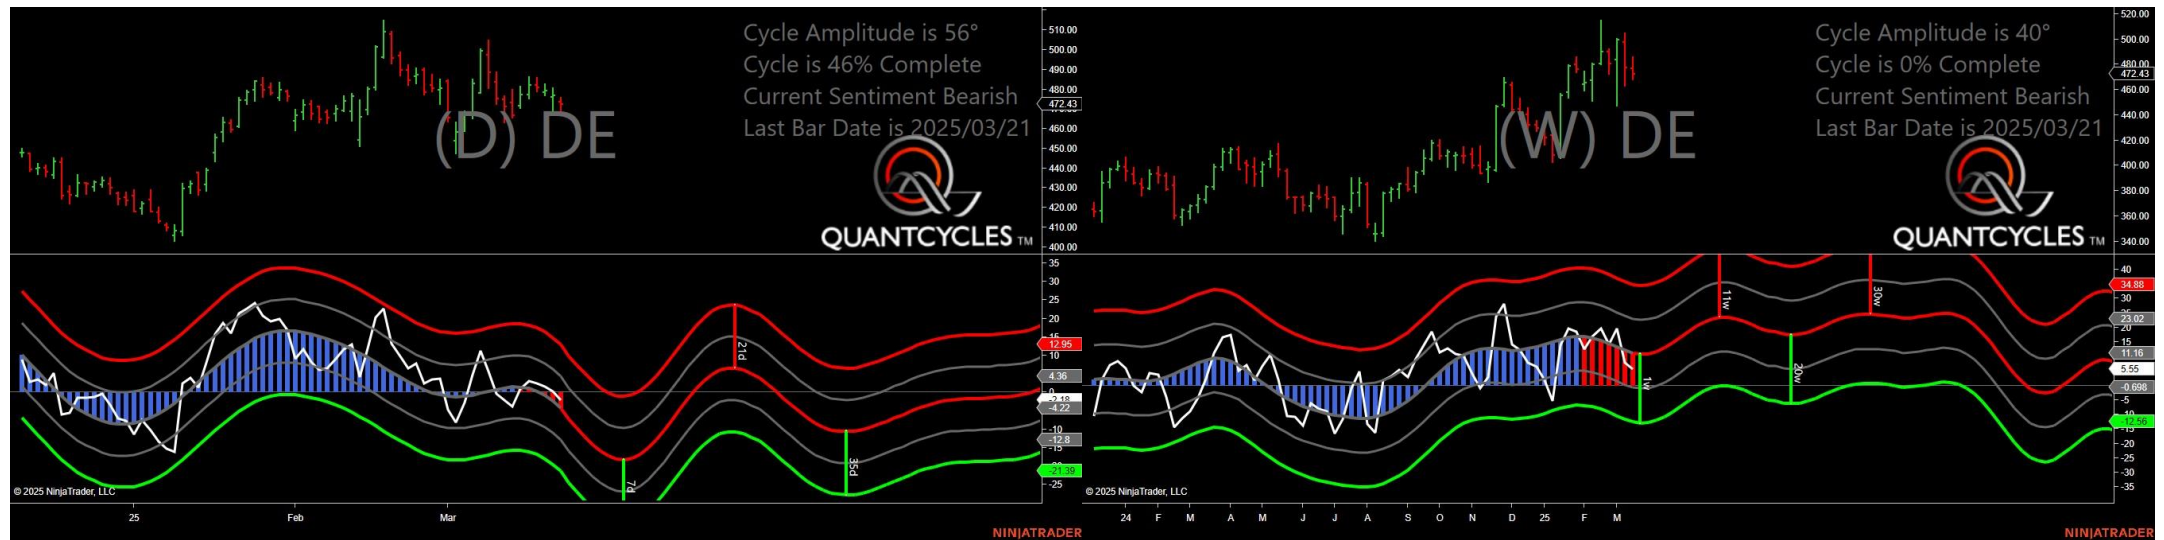 Cycle Amplitude is 56°
Cycle is 46% Complete
Current Sentiment Bearish
Last Bar Date is 2025/03/21
(D) DE
QUANTCYCLES TM
510.00
500.00
490.00
480.00
472.43
460.00
450.00
440.00
430.00
420.00
410.00
400.00
35
30
25
20
12.95
10
4.36
0
-2.18
-4.22
-10
-12.8
-15
-21.39
-25
7d
21d
35d
© 2025 NinjaTrader, LLC
25 Feb Mar
NINJATRADER
Cycle Amplitude is 40°
Cycle is 0% Complete
Current Sentiment Bearish
Last Bar Date is 2025/03/21
(W) DE
QUANTCYCLES TM
520.00
500.00
480.00
472.43
460.00
440.00
420.00
400.00
380.00
360.00
340.00
40
34.88
30
23.02
20
15
11.16
5.55
-0.698
-5
-10
-12.56
-15
-20
-25
-30
-35
1w
11w
20w
30w
© 2025 NinjaTrader, LLC
24 F M A M J J A S O N D 25 F M
NINJATRADER